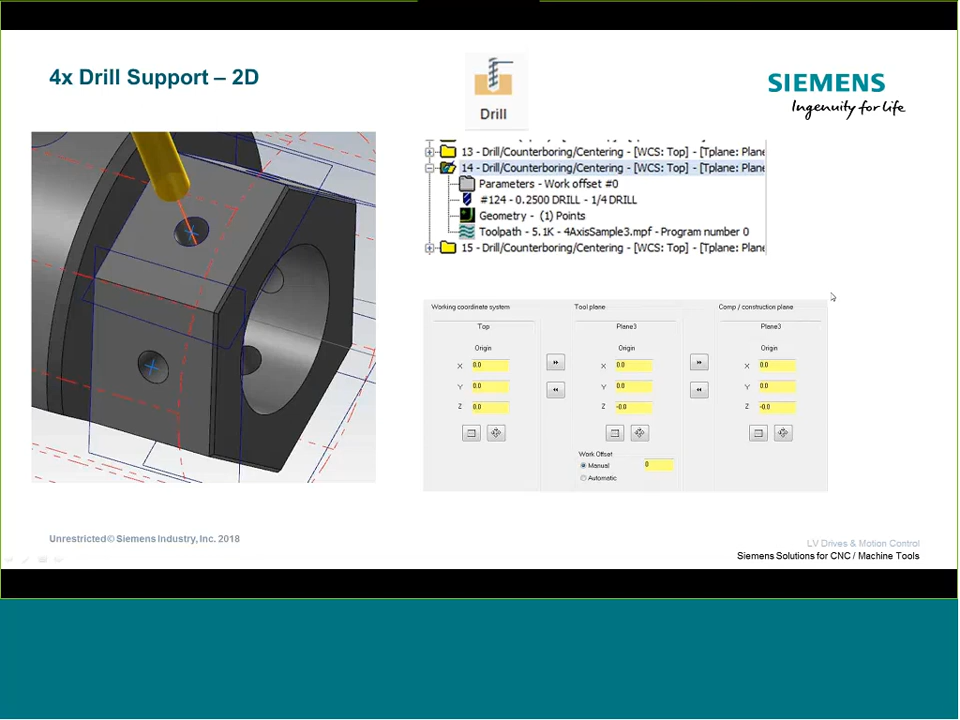 4x Drill Support – 2D
Drill
SIEMENS
Ingenuity for life
13 - Drill/Counterboring/Centering - [WCS: Top] - [Tplane: Plane
14 - Drill/Counterboring/Centering - [WCS: Top] - [Tplane: Plane
Parameters - Work offset #0
#124 - 0.2500 DRILL - 1/4 DRILL
Geometry - (1) Points
Toolpath - 5.1K - 4AxisSample3.mpf - Program number 0
15 - Drill/Counterboring/Centering - [WCS: Top] - [Tplane: Plane
Working coordinate system Tool plane Comp / construction plane
Top Plane3 Plane3
Origin Origin Origin
X 0.0 X 0.0 X 0.0
Y 0.0 Y 0.0 Y 0.0
Z 0.0 Z -0.0 Z -0.0
Work Offset
Manual 0
Automatic
Unrestricted © Siemens Industry, Inc. 2018
LV Drives & Motion Control
Siemens Solutions for CNC / Machine Tools